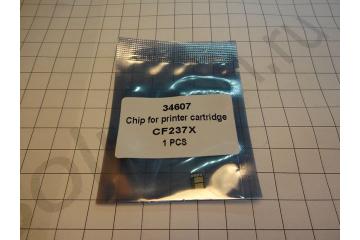 34607
Chip for printer cartridge
CF237X
1 PCS